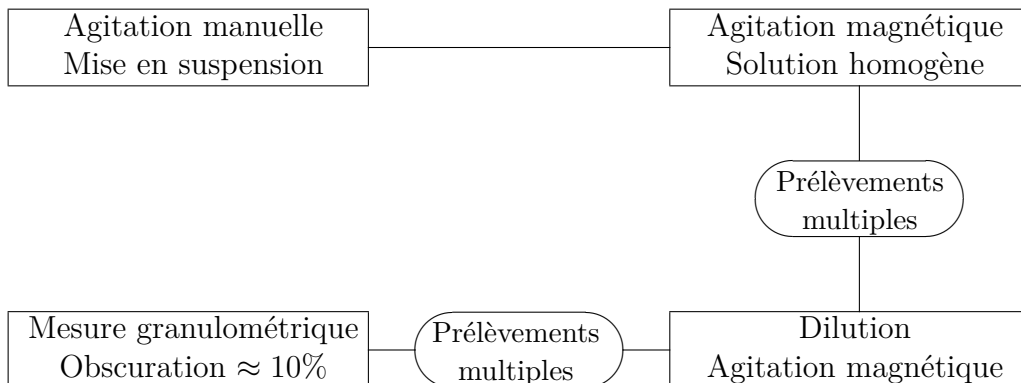 Agitation manuelle
Mise en suspension
Agitation magnétique
Solution homogène
Prélèvements
multiples
Dilution
Agitation magnétique
Prélèvements
multiples
Mesure granulométrique
Obscuration ≈ 10%